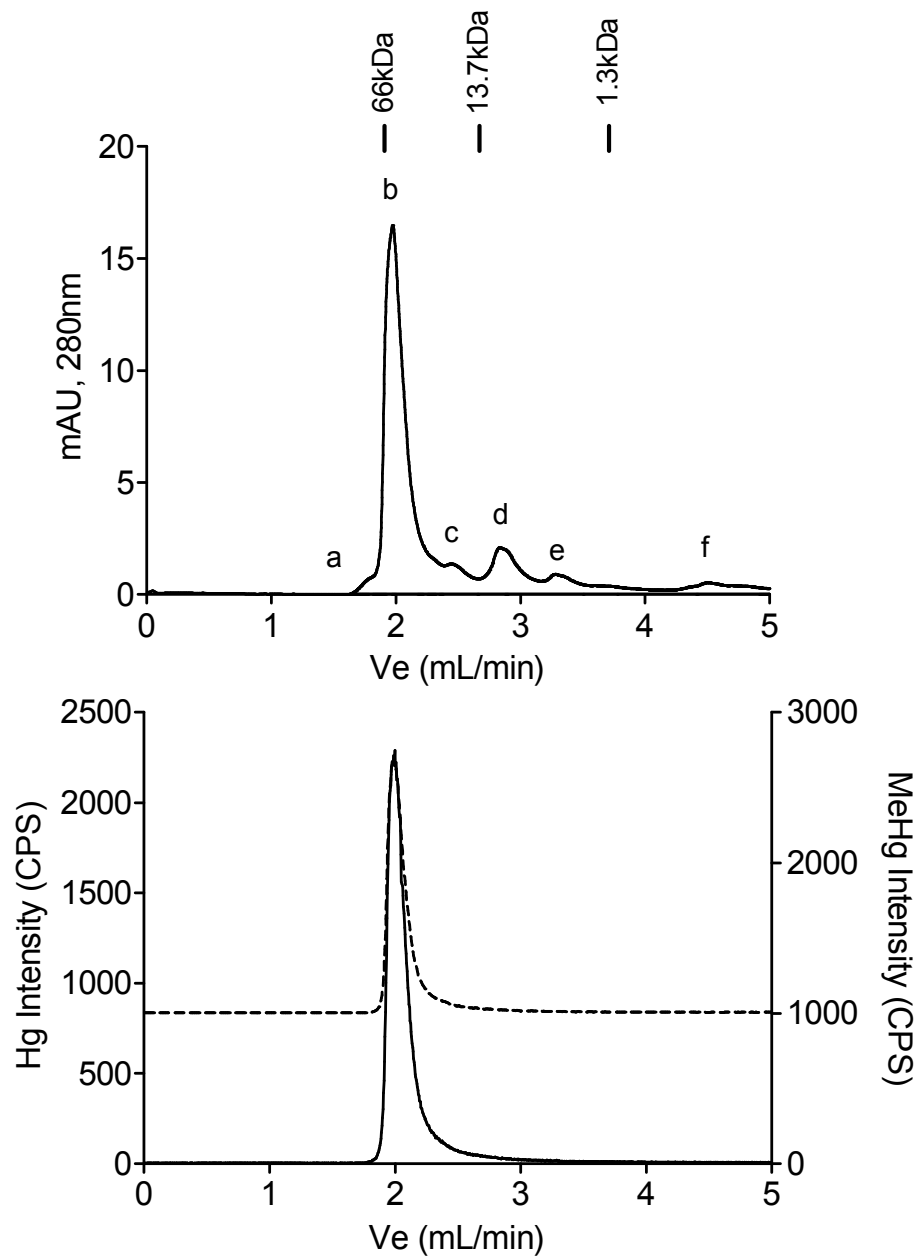 66kDa
13.7kDa
1.3kDa
20
15
10
5
0
mAU, 280nm
a
b
c
d
e
f
0 1 2 3 4 5
Ve (mL/min)
2500
2000
1500
1000
500
0
Hg Intensity (CPS)
3000
2000
1000
0
MeHg Intensity (CPS)
0 1 2 3 4 5
Ve (mL/min)